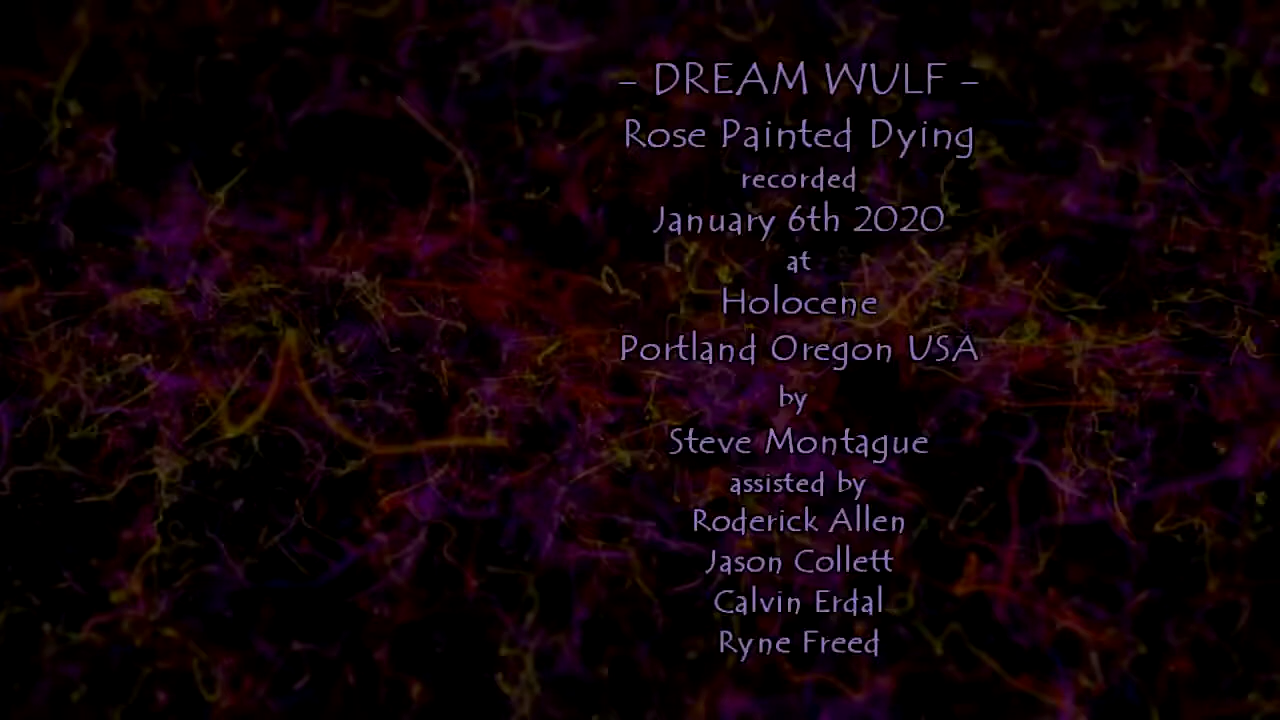 - DREAM WULF -
Rose Painted Dying
recorded
January 6th 2020
at
Holocene
Portland Oregon USA
by
Steve Montague
assisted by
Roderick Allen
Jason Collett
Calvin Erdal
Ryne Freed